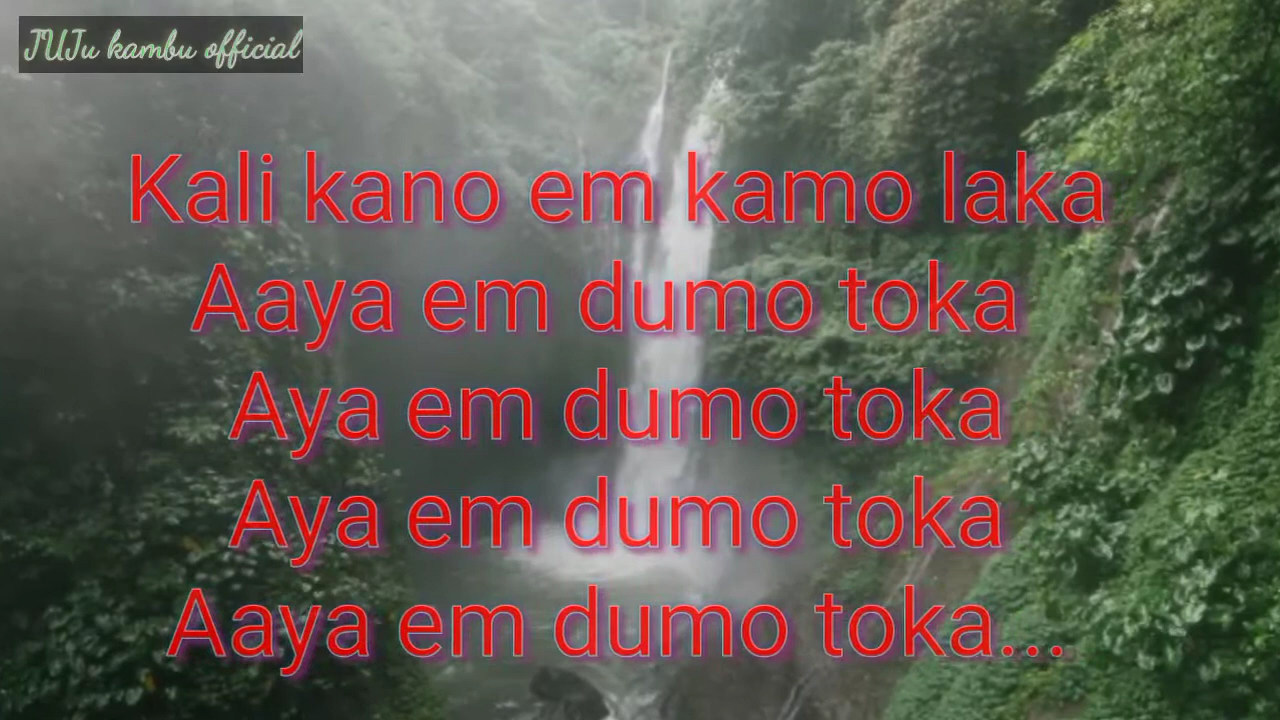 JUJu kambu official
Kali kano em kamo laka
Aaya em dumo toka
Aya em dumo toka
Aya em dumo toka
Aaya em dumo toka...